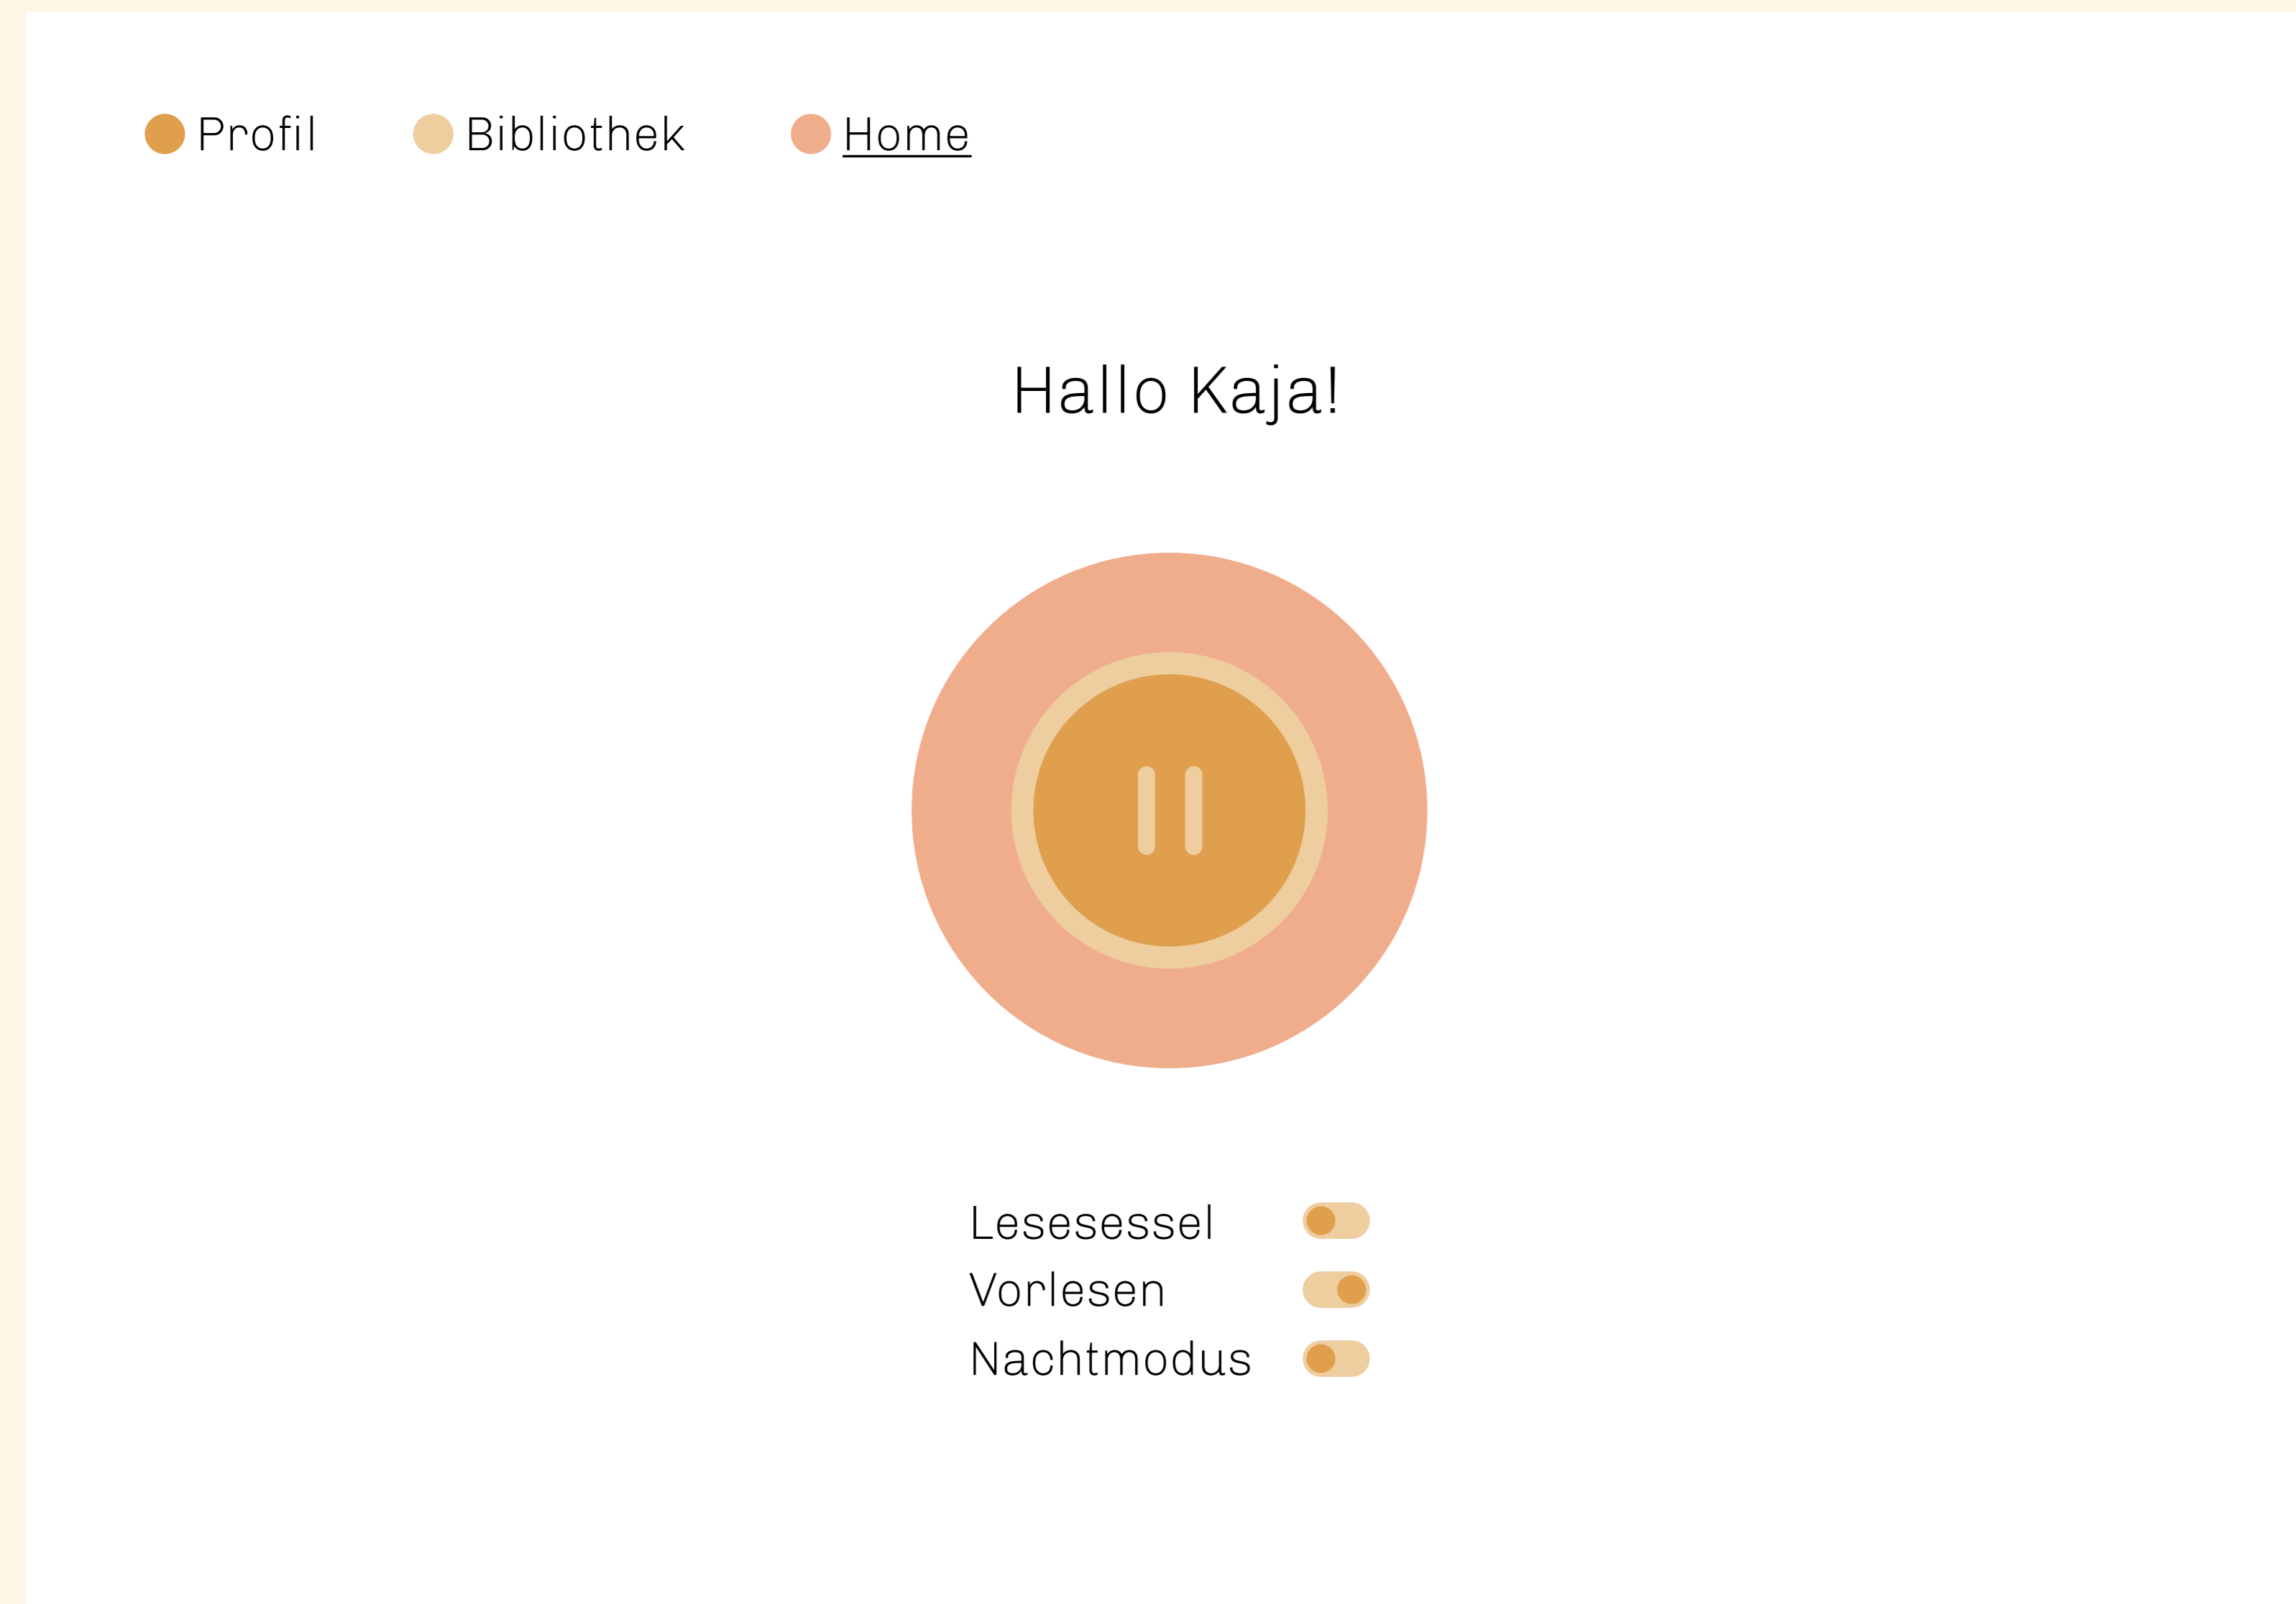 Profil Bibliothek Home
Hallo Kaja!
Lesesessel
Vorlesen
Nachtmodus